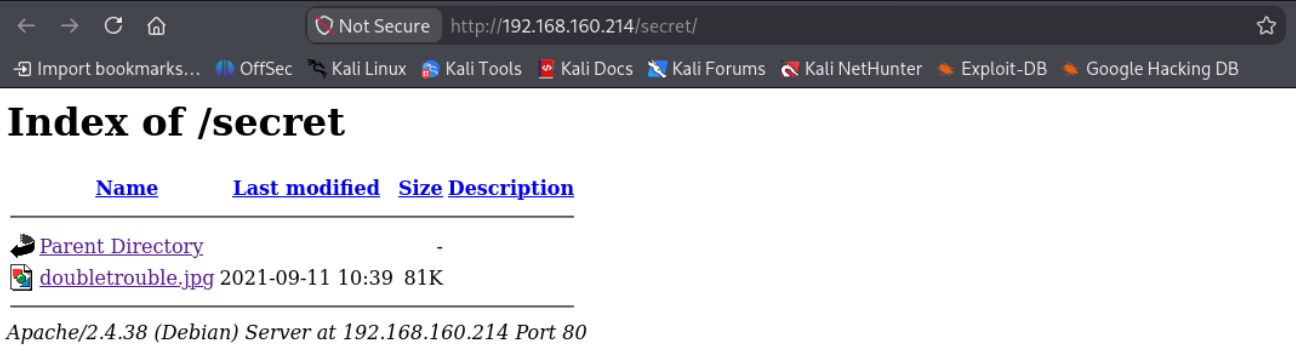 Not Secure http://192.168.160.214/secret/
Import bookmarks... OffSec Kali Linux Kali Tools Kali Docs Kali Forums Kali NetHunter Exploit-DB Google Hacking DB
Index of /secret
Name Last modified Size Description
Parent Directory -
doubletrouble.jpg 2021-09-11 10:39 81K
Apache/2.4.38 (Debian) Server at 192.168.160.214 Port 80